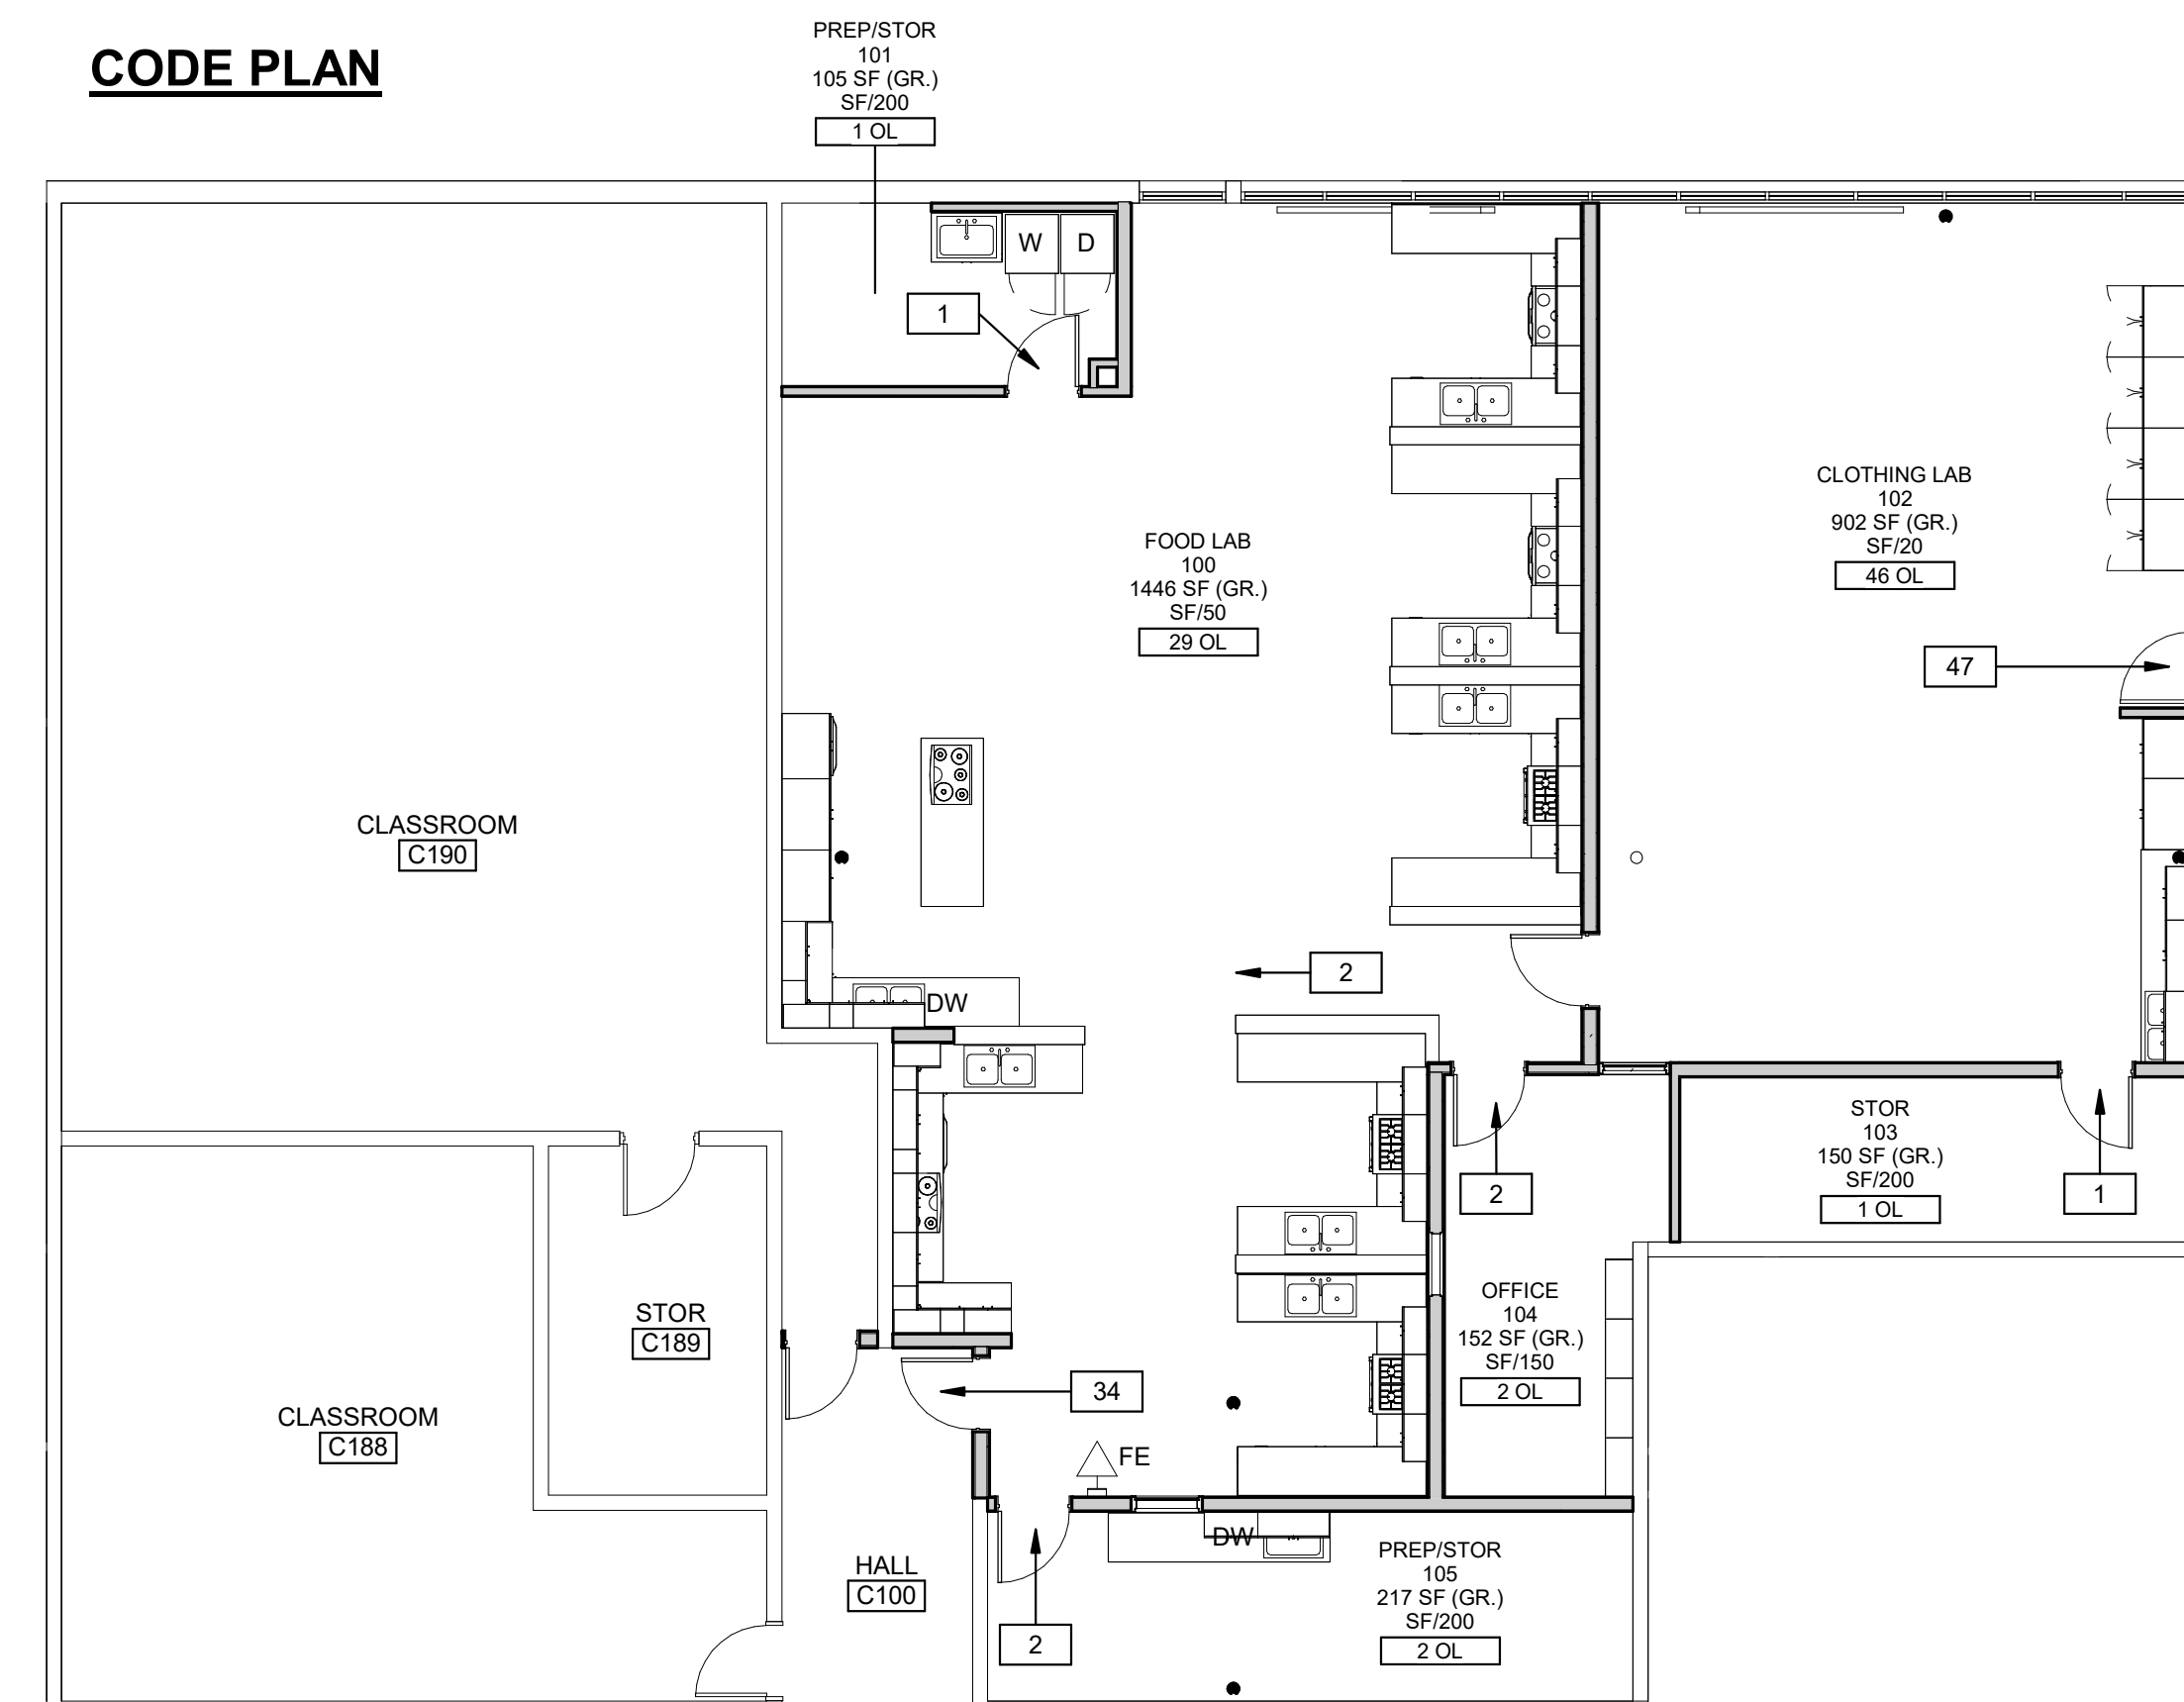 CODE PLAN
PREP/STOR
101
105 SF (GR.)
SF/200
1 OL
W
D
1
CLOTHING LAB
102
902 SF (GR.)
SF/20
46 OL
FOOD LAB
100
1446 SF (GR.)
SF/50
29 OL
47
CLASSROOM
C190
2
DW
STOR
103
150 SF (GR.)
SF/200
1 OL
2
1
OFFICE
104
152 SF (GR.)
SF/150
2 OL
STOR
C189
34
CLASSROOM
C188
FE
DW
HALL
C100
PREP/STOR
105
217 SF (GR.)
SF/200
2 OL
2